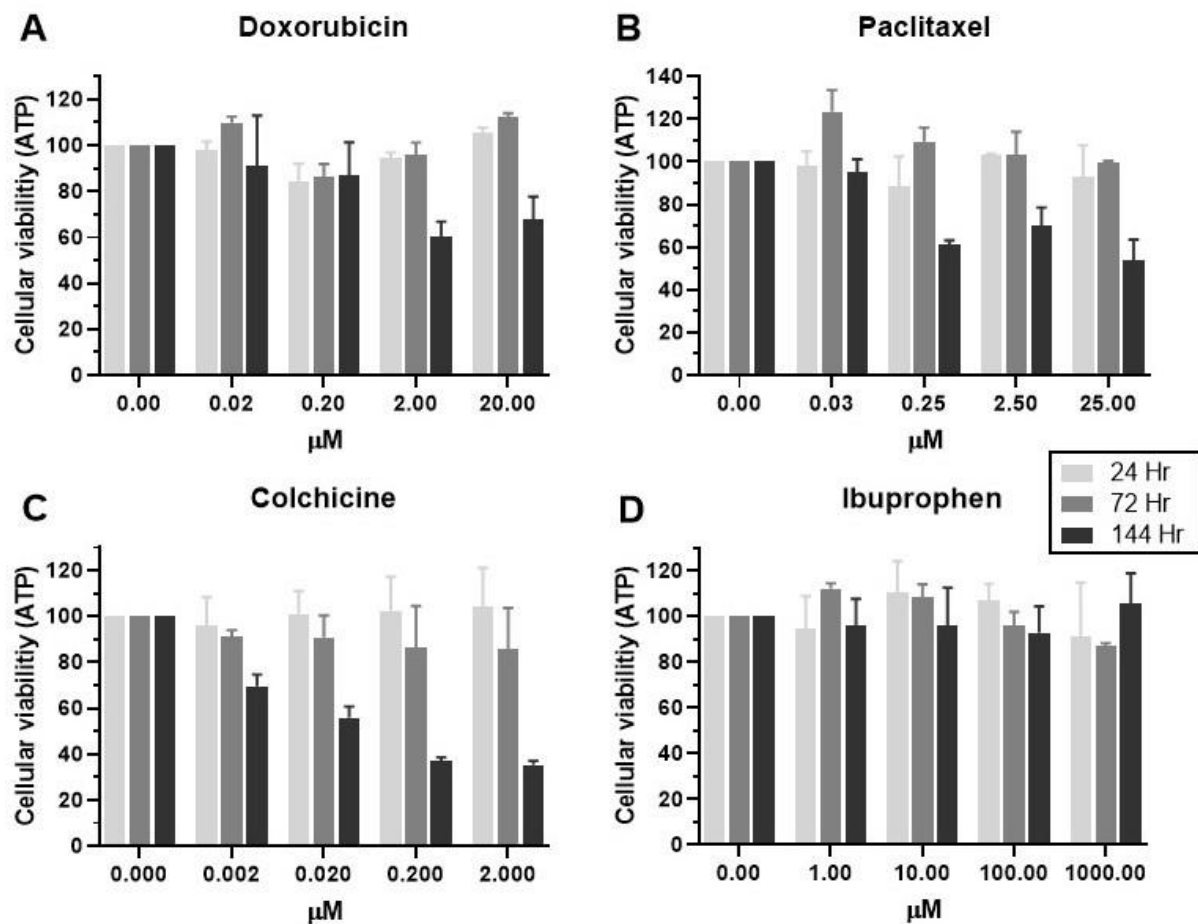 A Doxorubicin
Cellular viabilitiy (ATP)
120
100
80
60
40
20
0
0.00 0.02 0.20 2.00 20.00
μM
B Paclitaxel
Cellular viabilitiy (ATP)
140
120
100
80
60
40
20
0
0.00 0.03 0.25 2.50 25.00
μM
24 Hr
72 Hr
144 Hr
C Colchicine
Cellular viabilitiy (ATP)
120
100
80
60
40
20
0
0.000 0.002 0.020 0.200 2.000
μM
D Ibuprophen
Cellular viabilitiy (ATP)
120
100
80
60
40
20
0
0.00 1.00 10.00 100.00 1000.00
μM